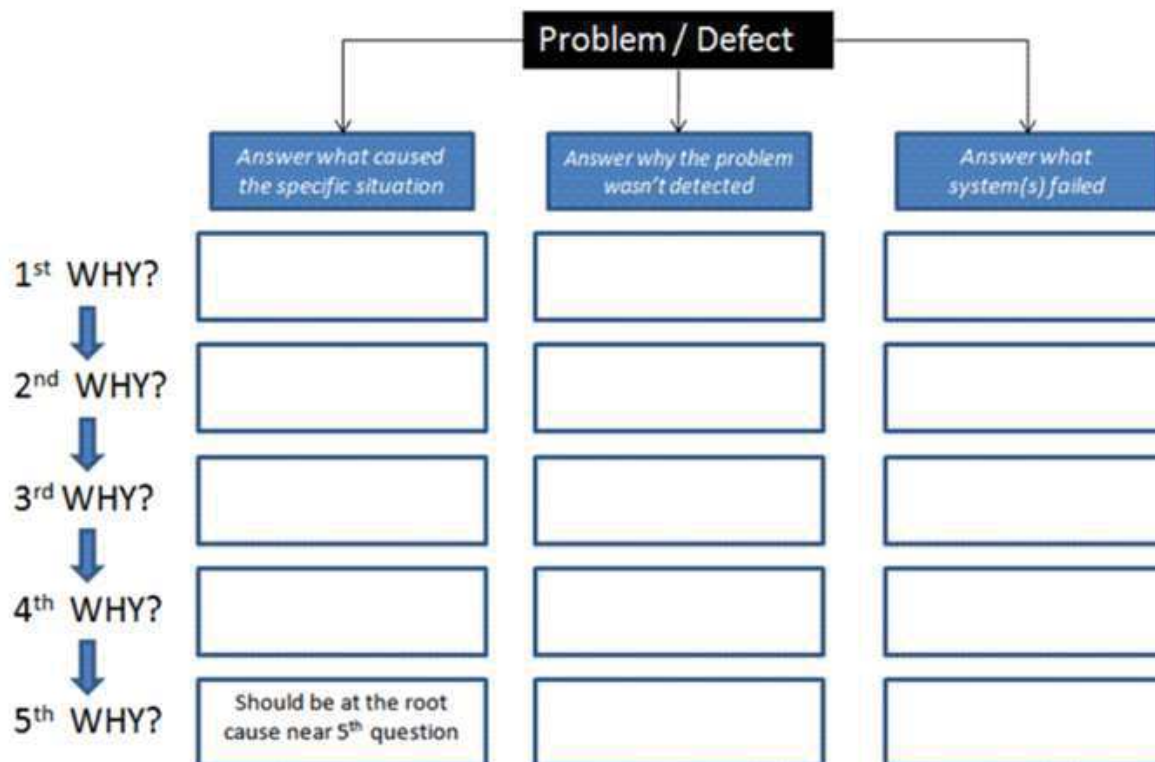 Problem / Defect
Answer what caused
the specific situation
Answer why the problem
wasn't detected
Answer what
system(s) failed
1st WHY?
2nd WHY?
3rd WHY?
4th WHY?
5th WHY?
Should be at the root
cause near 5th question